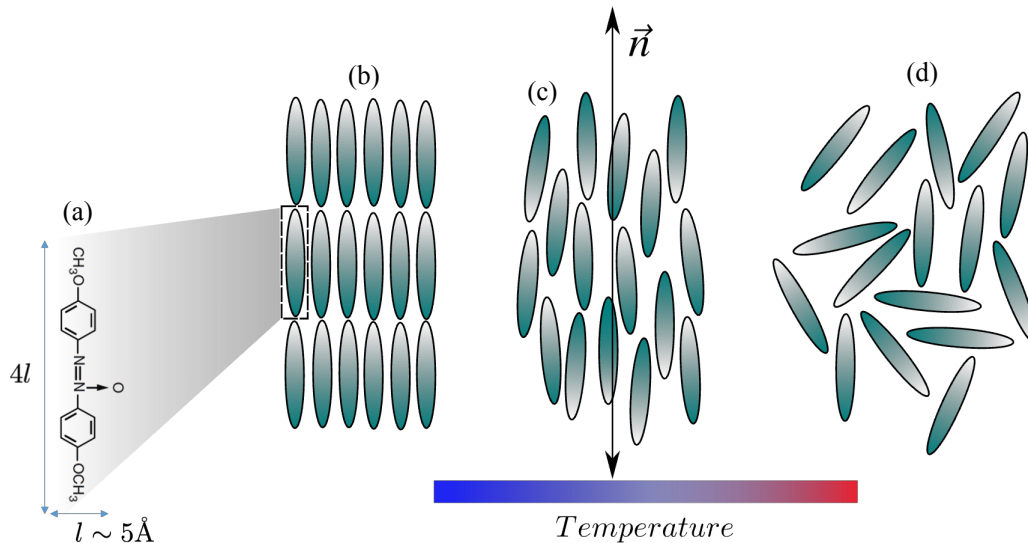 (a)
(b)
(c)
(d)
n⃗
CH₃O
N=N→O
OCH₃
4l
l ∼ 5Å
Temperature